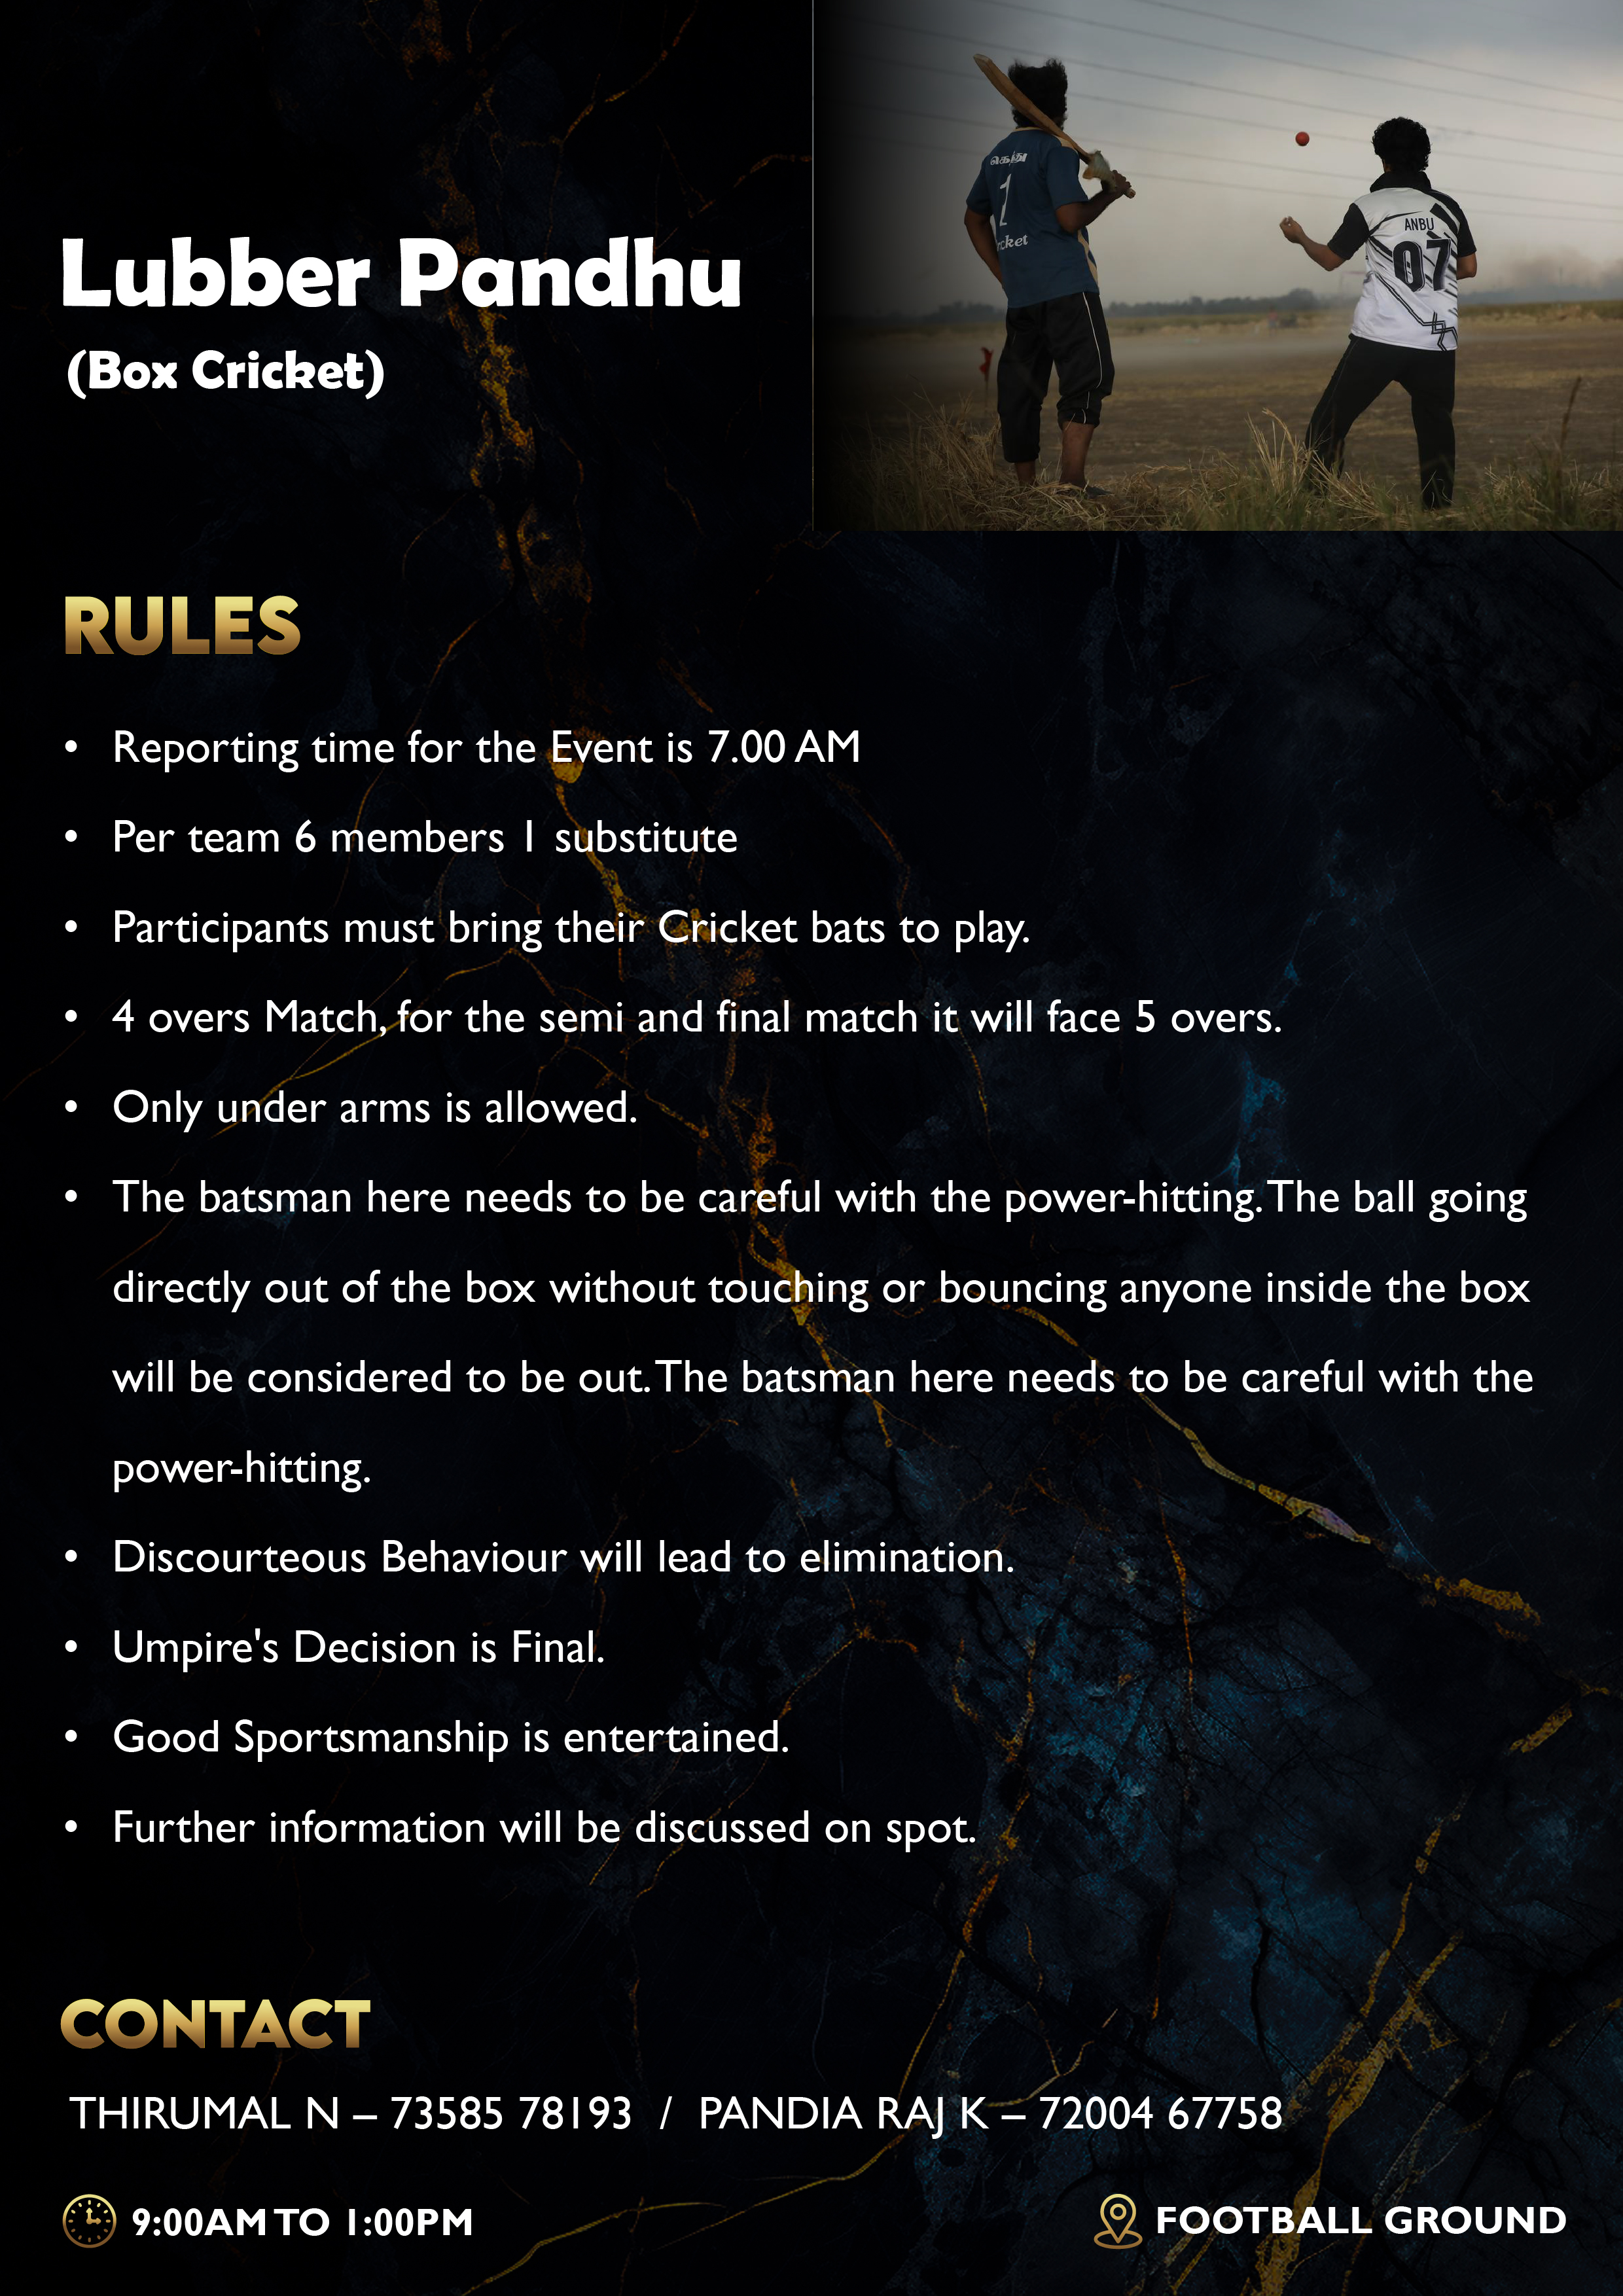 Lubber Pandhu
(Box Cricket)
கெத்து
1
ANBU
07
RULES
• Reporting time for the Event is 7.00 AM
• Per team 6 members 1 substitute
• Participants must bring their Cricket bats to play.
• 4 overs Match, for the semi and final match it will face 5 overs.
• Only under arms is allowed.
• The batsman here needs to be careful with the power-hitting. The ball going
directly out of the box without touching or bouncing anyone inside the box
will be considered to be out. The batsman here needs to be careful with the
power-hitting.
• Discourteous Behaviour will lead to elimination.
• Umpire's Decision is Final.
• Good Sportsmanship is entertained.
• Further information will be discussed on spot.
CONTACT
THIRUMAL N – 73585 78193 / PANDIA RAJ K – 72004 67758
9:00AM TO 1:00PM
FOOTBALL GROUND